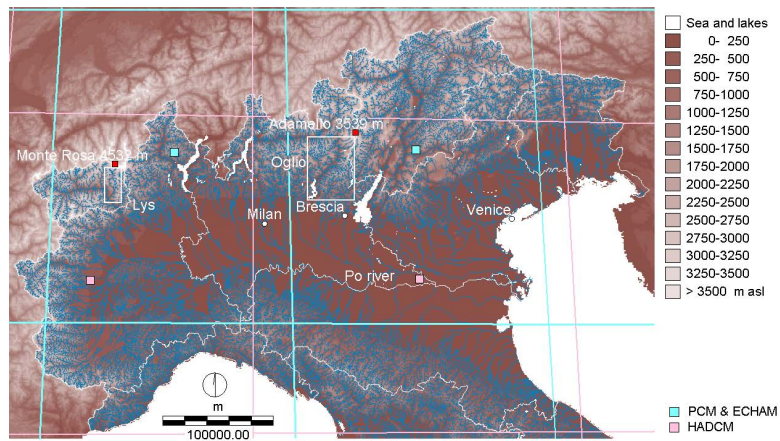 Adamello 3539 m
Monte Rosa 4532 m
Oglio
Lys
Milan
Brescia
Venice
Po river
m
100000.00
Sea and lakes
0- 250
250- 500
500- 750
750-1000
1000-1250
1250-1500
1500-1750
1750-2000
2000-2250
2250-2500
2500-2750
2750-3000
3000-3250
3250-3500
> 3500 m asl
PCM & ECHAM
HADCM